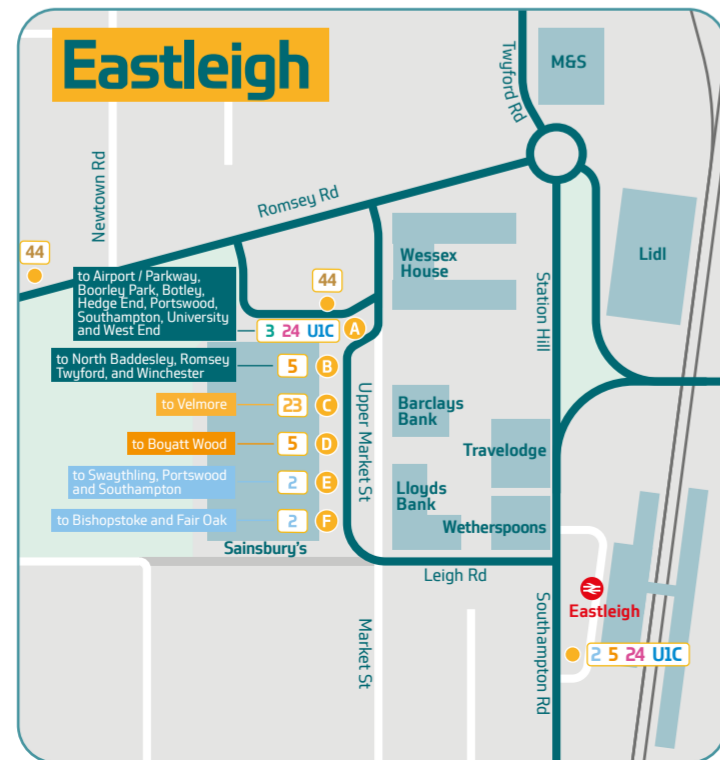 Eastleigh
Twyford Rd
M&S
Newtown Rd
Romsey Rd
44
Wessex
House
Lidl
Station Hill
to Airport / Parkway,
Boorley Park, Botley,
Hedge End, Portswood,
Southampton, University
and West End
44
3 24 U1C A
to North Baddesley, Romsey
Twyford, and Winchester
5 B
to Velmore
23 C
Upper Market St
Barclays
Bank
to Boyatt Wood
5 D
Travelodge
to Swaythling, Portswood
and Southampton
2 E
Lloyds
Bank
to Bishopstoke and Fair Oak
2 F
Wetherspoons
Sainsbury's
Leigh Rd
Eastleigh
Market St
Southampton Rd
2 5 24 U1C